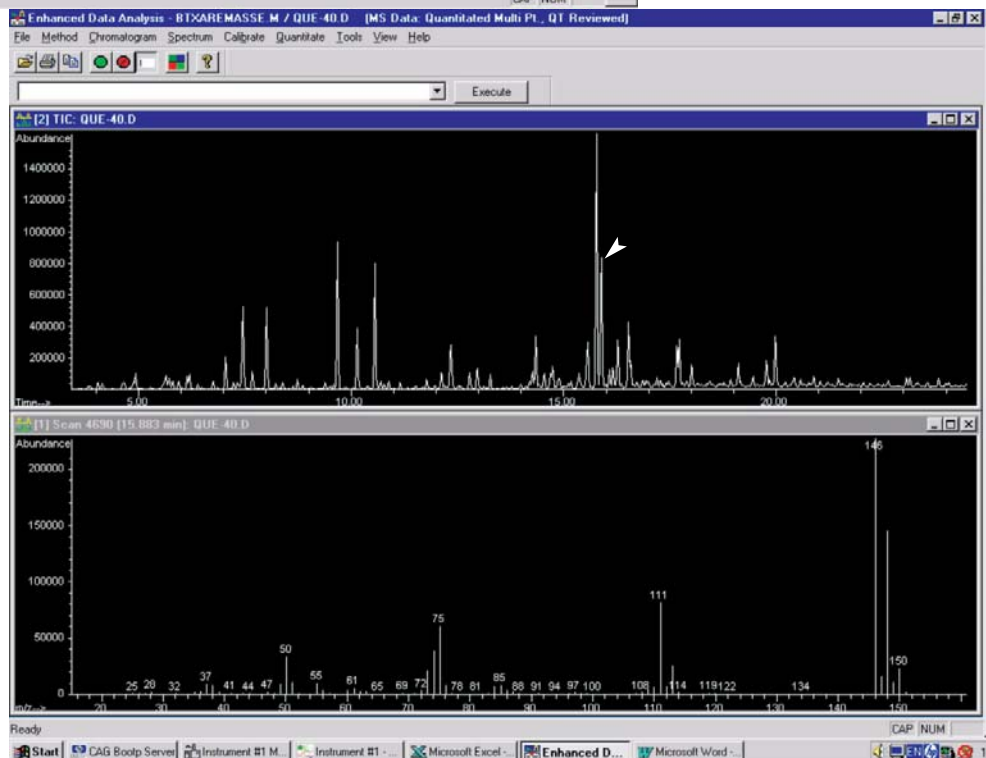 CAP NUM
Enhanced Data Analysis - BTXAREMASSE.M / QUE-40.D [MS Data: Quantitated Multi Pt., QT Reviewed]
File Method Chromatogram Spectrum Calibrate Quantitate Tools View Help
Execute
[2] TIC: QUE-40.D
Abundance
1400000
1200000
1000000
800000
600000
400000
200000
Time--> 5.00 10.00 15.00 20.00
[1] Scan 4690 [15.883 min]: QUE-40.D
Abundance
146
200000
150000
100000
111
75
50000
50
150
37 55 61 72 85
25 28 32 41 44 47 65 69 78 81 88 91 94 97 100 108 114 119 122 134
0
m/z--> 20 30 40 50 60 70 80 90 100 110 120 130 140 150
Ready CAP NUM
Start CAG Bootp Server Instrument #1 M... Instrument #1 - ... Microsoft Excel - ... Enhanced D... Microsoft Word - ... EN 1